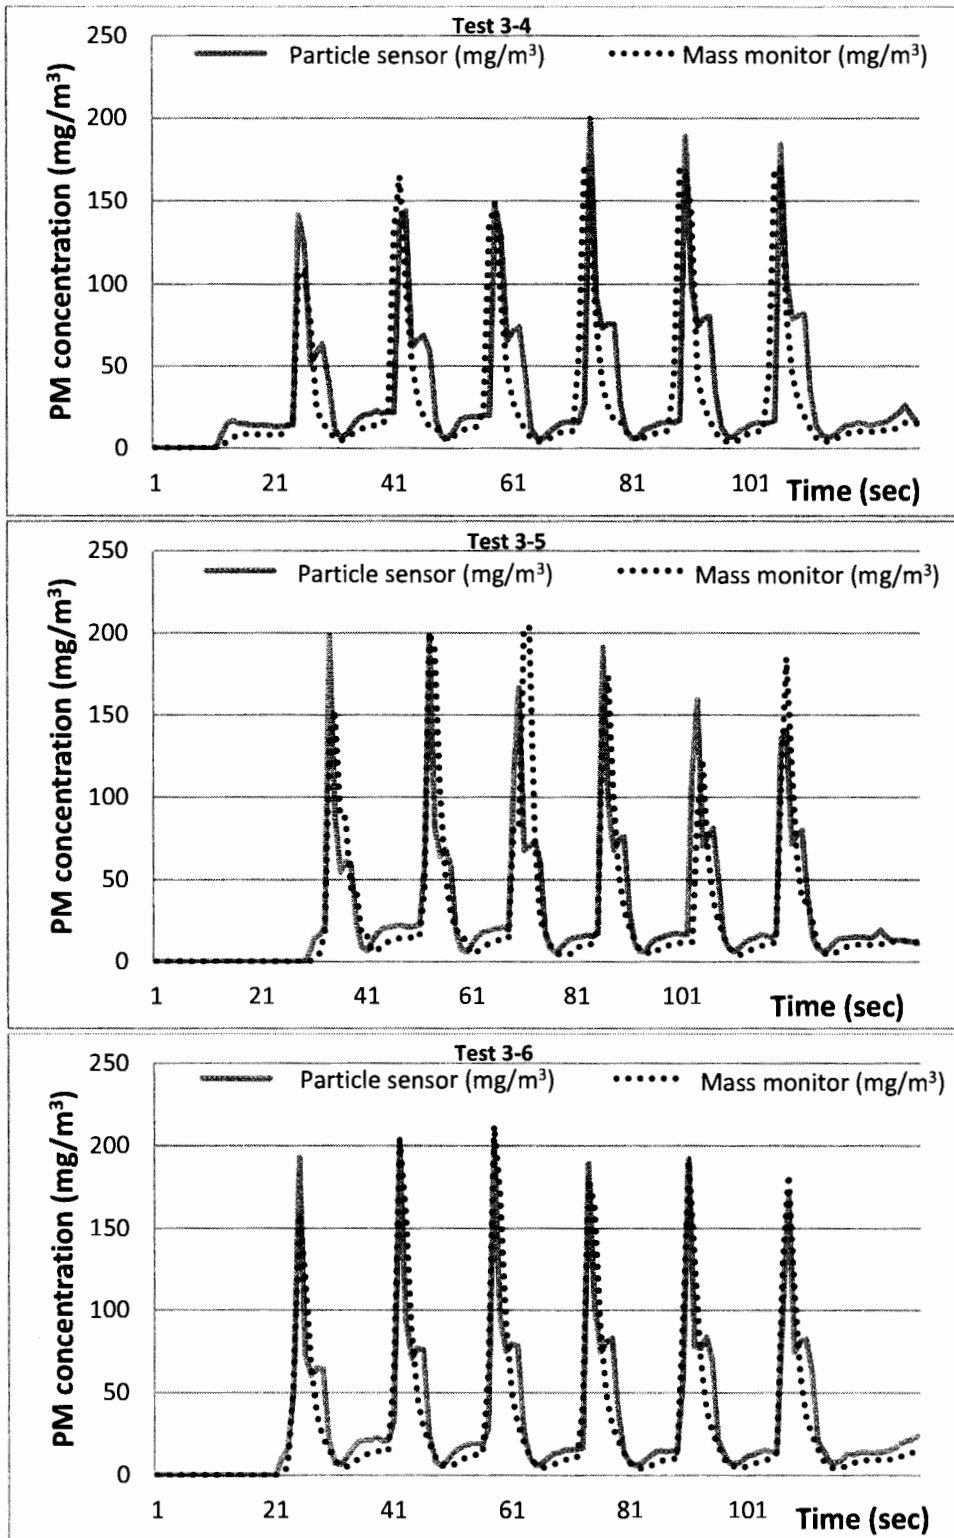 Test 3-4
Particle sensor (mg/m³) Mass monitor (mg/m³)
PM concentration (mg/m³)
250
200
150
100
50
0
1 21 41 61 81 101 Time (sec)
Test 3-5
Particle sensor (mg/m³) Mass monitor (mg/m³)
PM concentration (mg/m³)
250
200
150
100
50
0
1 21 41 61 81 101 Time (sec)
Test 3-6
Particle sensor (mg/m³) Mass monitor (mg/m³)
PM concentration (mg/m³)
250
200
150
100
50
0
1 21 41 61 81 101 Time (sec)